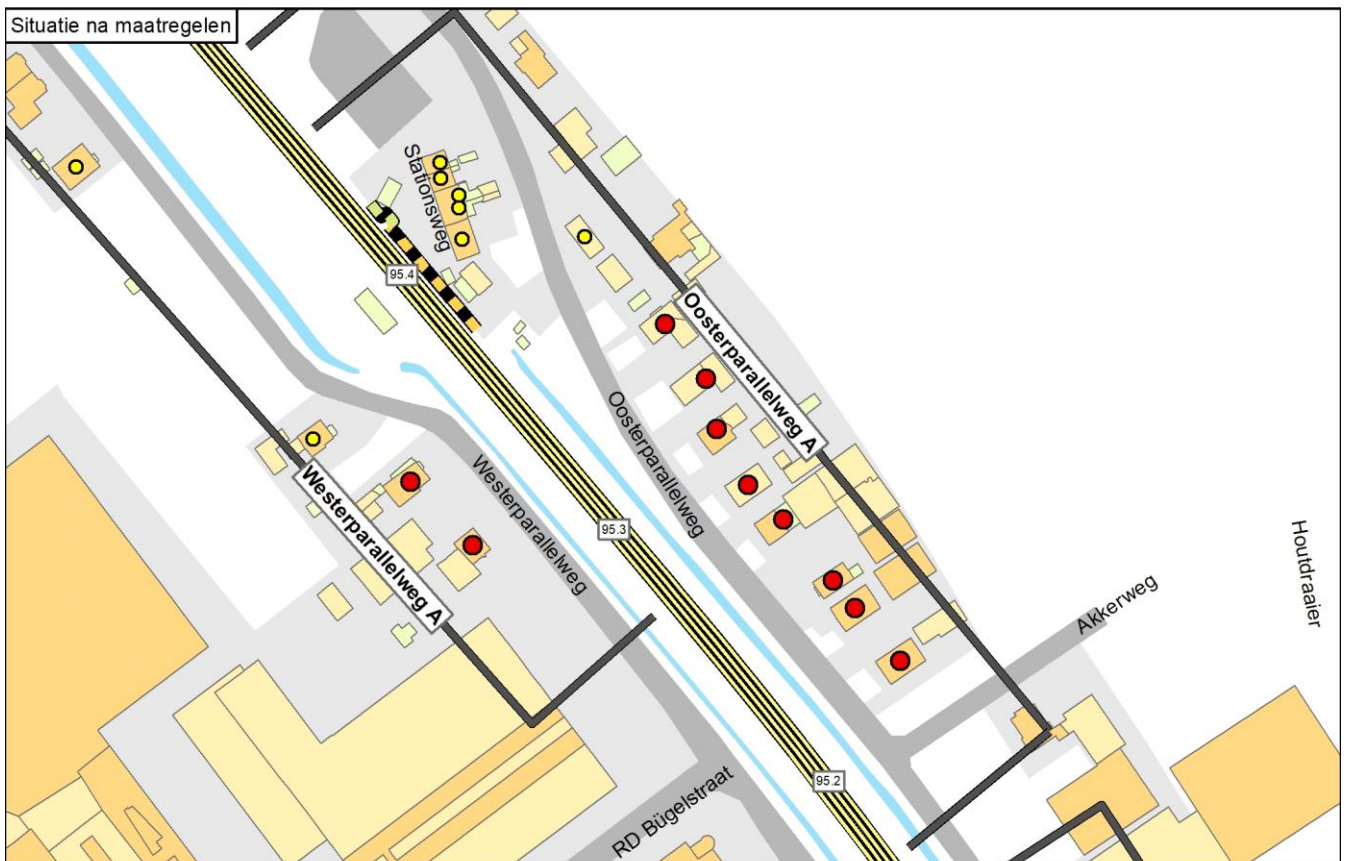 Situatie na maatregelen
Stationsweg
95.4
Oosterparallelweg A
Oosterparallelweg
Westerparallelweg A
Westerparallelweg
95.3
Akkerweg
Houtdraaier
95.2
RD Bügelstraat